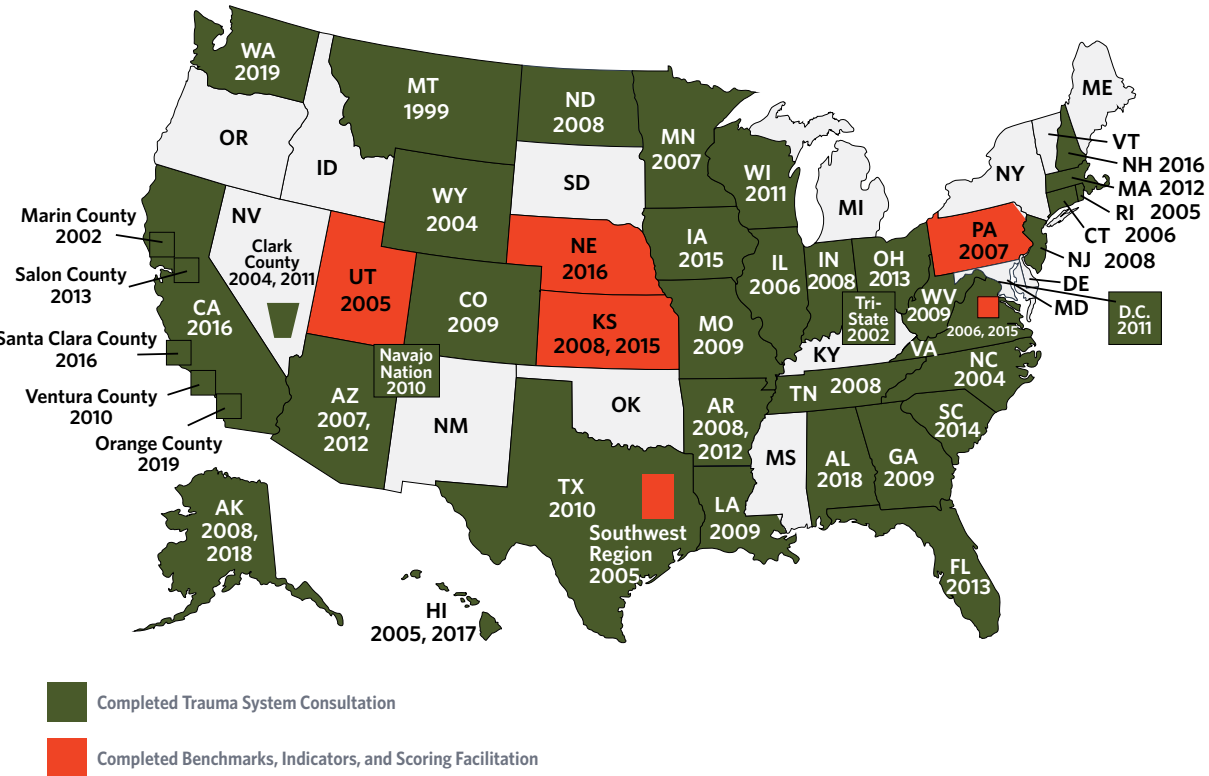 WA
2019
MT
1999
ND
2008
MN
2007
ME
OR
ID
WY
2004
SD
WI
2011
MI
NY
VT
NH 2016
MA 2012
RI 2005
CT 2006
NJ 2008
DE
MD
D.C.
2011
Marin County
2002
Salon County
2013
NV
Clark
County
2004, 2011
UT
2005
NE
2016
IA
2015
IL
2006
IN
2008
OH
2013
PA
2007
CA
2016
CO
2009
KS
2008, 2015
MO
2009
Tri-
State
2002
WV
2009
2006, 2015
VA
KY
Santa Clara County
2016
Ventura County
2010
Orange County
2019
Navajo
Nation
2010
AZ
2007,
2012
NM
OK
AR
2008,
2012
TN 2008
NC
2004
SC
2014
MS
AL
2018
GA
2009
TX
2010
Southwest
Region
2005
LA
2009
FL
2013
AK
2008,
2018
HI
2005, 2017
Completed Trauma System Consultation
Completed Benchmarks, Indicators, and Scoring Facilitation